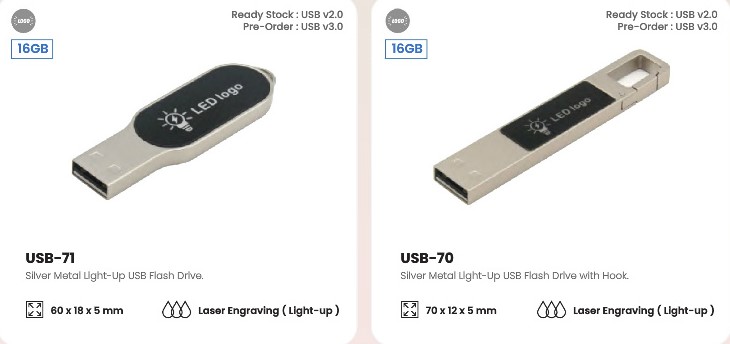 LOGO
Ready Stock : USB v2.0
Pre-Order : USB v3.0
16GB
LED logo
USB-71
Silver Metal Light-Up USB Flash Drive.
60 x 18 x 5 mm
Laser Engraving ( Light-up )
LOGO
Ready Stock : USB v2.0
Pre-Order : USB v3.0
16GB
LED logo
USB-70
Silver Metal Light-Up USB Flash Drive with Hook.
70 x 12 x 5 mm
Laser Engraving ( Light-up )